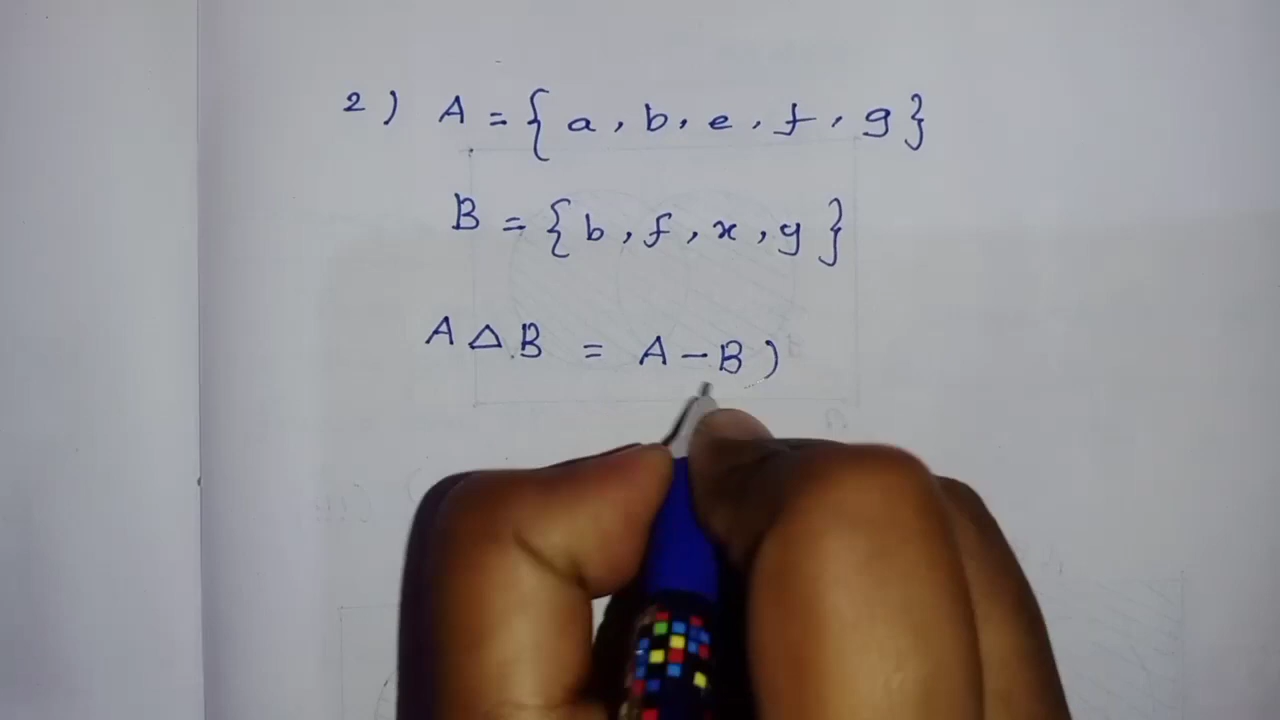 2) A = { a, b, e, f, g }
B = { b, f, x, g }
A △ B = A - B )